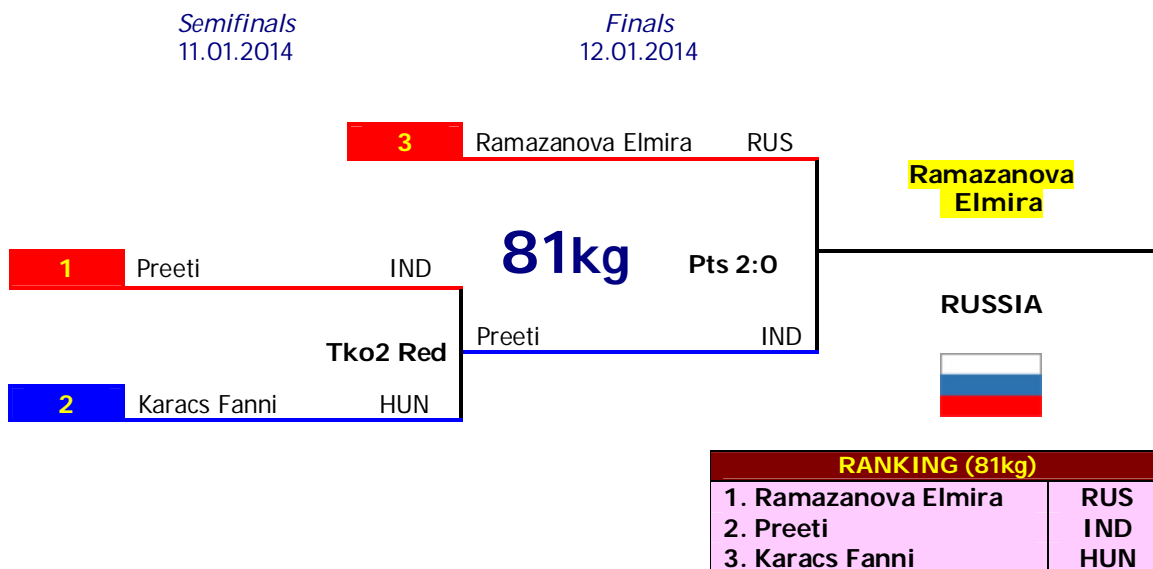 Semifinals
11.01.2014
Finals
12.01.2014
3 Ramazanova Elmira RUS
Ramazanova
Elmira
81kg
1 Preeti IND
Pts 2:0
RUSSIA
Preeti IND
Tko2 Red
2 Karacs Fanni HUN
RANKING (81kg)
1. Ramazanova Elmira RUS
2. Preeti IND
3. Karacs Fanni HUN